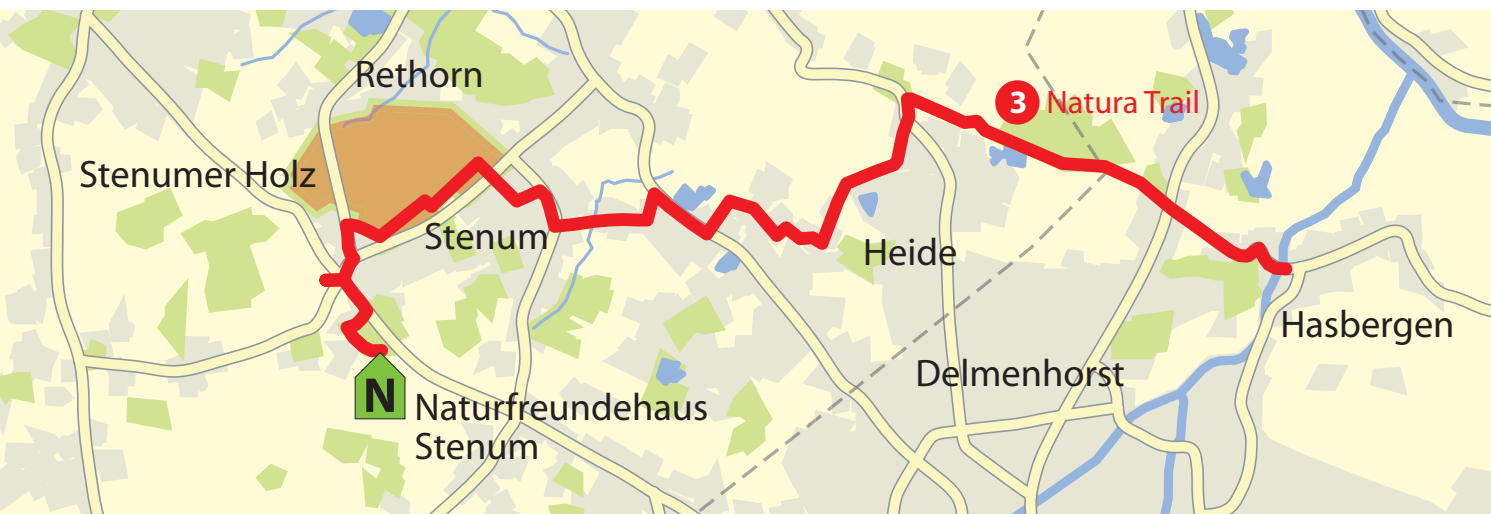 Rethorn
3 Natura Trail
Stenumer Holz
Stenum
Heide
Hasbergen
Delmenhorst
N
Naturfreundehaus
Stenum